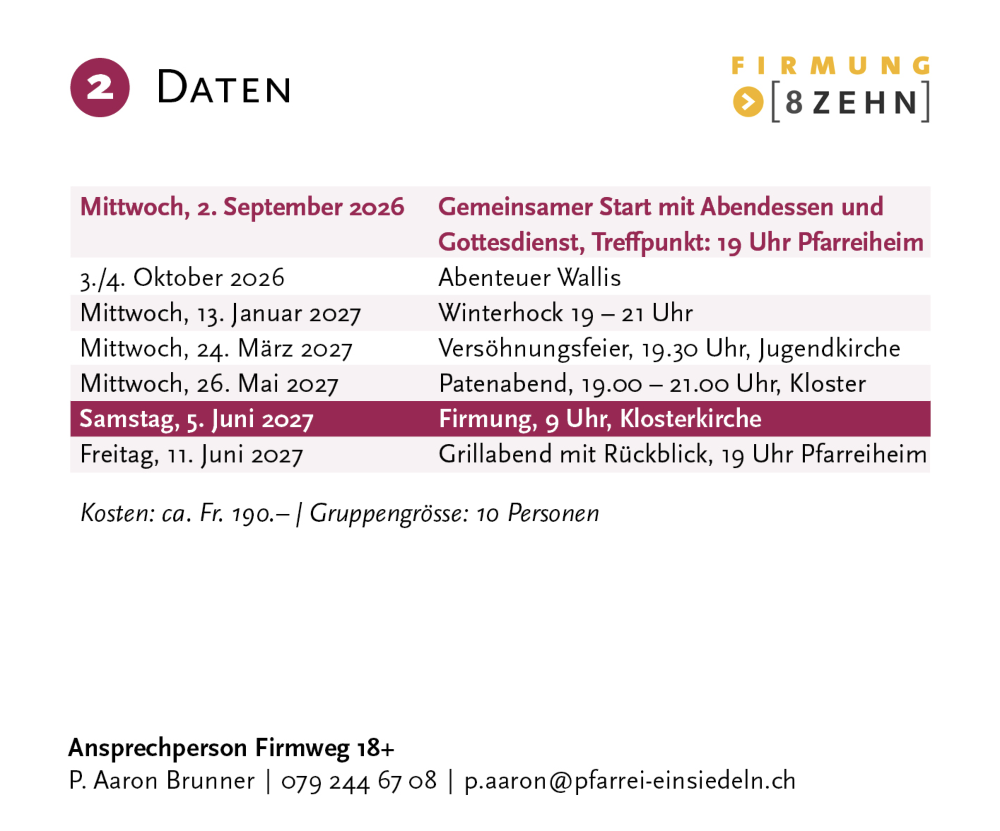 2 DATEN
FIRMUNG
[8ZEHN]
Mittwoch, 2. September 2026 Gemeinsamer Start mit Abendessen und
Gottesdienst, Treffpunkt: 19 Uhr Pfarreiheim
3./4. Oktober 2026 Abenteuer Wallis
Mittwoch, 13. Januar 2027 Winterhock 19 – 21 Uhr
Mittwoch, 24. März 2027 Versöhnungsfeier, 19.30 Uhr, Jugendkirche
Mittwoch, 26. Mai 2027 Patenabend, 19.00 – 21.00 Uhr, Kloster
Samstag, 5. Juni 2027 Firmung, 9 Uhr, Klosterkirche
Freitag, 11. Juni 2027 Grillabend mit Rückblick, 19 Uhr Pfarreiheim
Kosten: ca. Fr. 190.– | Gruppengrösse: 10 Personen
Ansprechperson Firmweg 18+
P. Aaron Brunner | 079 244 67 08 | p.aaron@pfarrei-einsiedeln.ch